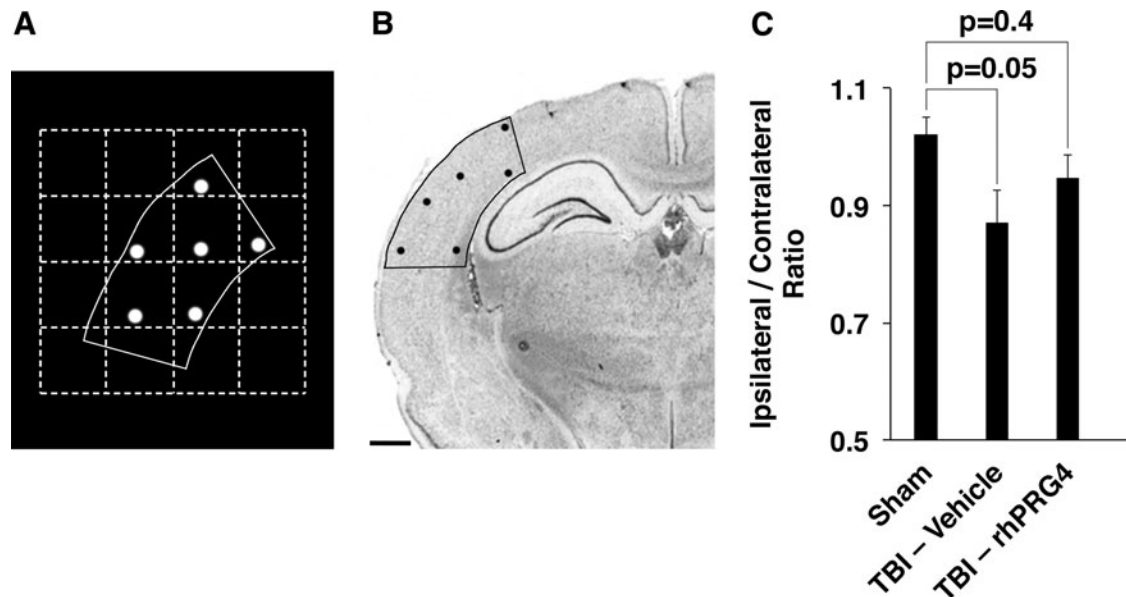 A
B
C
p=0.4
p=0.05
Ipsilateral / Contralateral
Ratio
1.1
0.9
0.7
0.5
Sham
TBI – Vehicle
TBI – rhPRG4